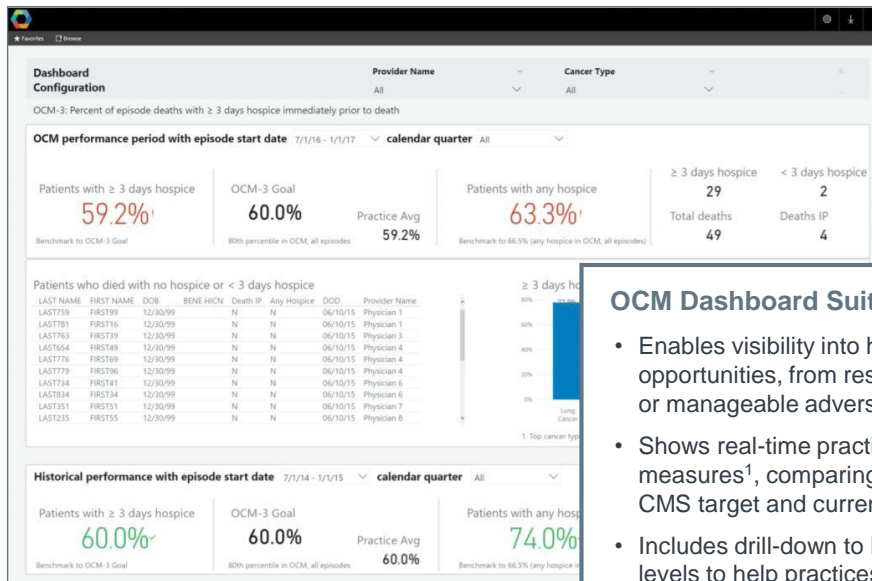 Favorites Browse
Dashboard Configuration
Provider Name
All
Cancer Type
All
OCM-3: Percent of episode deaths with ≥ 3 days hospice immediately prior to death
OCM performance period with episode start date 7/1/16 - 1/1/17 calendar quarter All
Patients with ≥ 3 days hospice
59.2%!
Benchmark to OCM-3 Goal
OCM-3 Goal
60.0%
80th percentile in OCM, all episodes
Practice Avg
59.2%
Patients with any hospice
63.3%!
Benchmark to 66.5% (any hospice in OCM, all episodes)
≥ 3 days hospice
29
< 3 days hospice
2
Total deaths
49
Deaths IP
4
Patients who died with no hospice or < 3 days hospice
LAST NAME FIRST NAME DOB BENE HICN Death IP Any Hospice DOD Provider Name
LAST759 FIRST99 12/30/99 N N 06/10/15 Physician 1
LAST781 FIRST16 12/30/99 N N 06/10/15 Physician 1
LAST763 FIRST39 12/30/99 N N 06/10/15 Physician 3
LAST654 FIRST49 12/30/99 N N 06/10/15 Physician 4
LAST776 FIRST69 12/30/99 N N 06/10/15 Physician 4
LAST779 FIRST96 12/30/99 N N 06/10/15 Physician 4
LAST734 FIRST41 12/30/99 N N 06/10/15 Physician 6
LAST834 FIRST34 12/30/99 N N 06/10/15 Physician 6
LAST351 FIRST51 12/30/99 N N 06/10/15 Physician 7
LAST235 FIRST55 12/30/99 N N 06/10/15 Physician 8
≥ 3 days
80%
60%
40%
20%
0%
Lung
Cancer
1. Top cancer
Historical performance with episode start date 7/1/14 - 1/1/15 calendar quarter All
Patients with ≥ 3 days hospice
60.0%
Benchmark to OCM-3 Goal
OCM-3 Goal
60.0%
80th percentile in OCM, all episodes
Practice Avg
60.0%
Patients with any
74.0%
Benchmark to 66.5% (any hospice
OCM Dashboard
• Enables visibility into
opportunities, from
or manageable
• Shows real-time
measures¹, comparing
CMS target and
• Includes drill-down to
levels to help practices